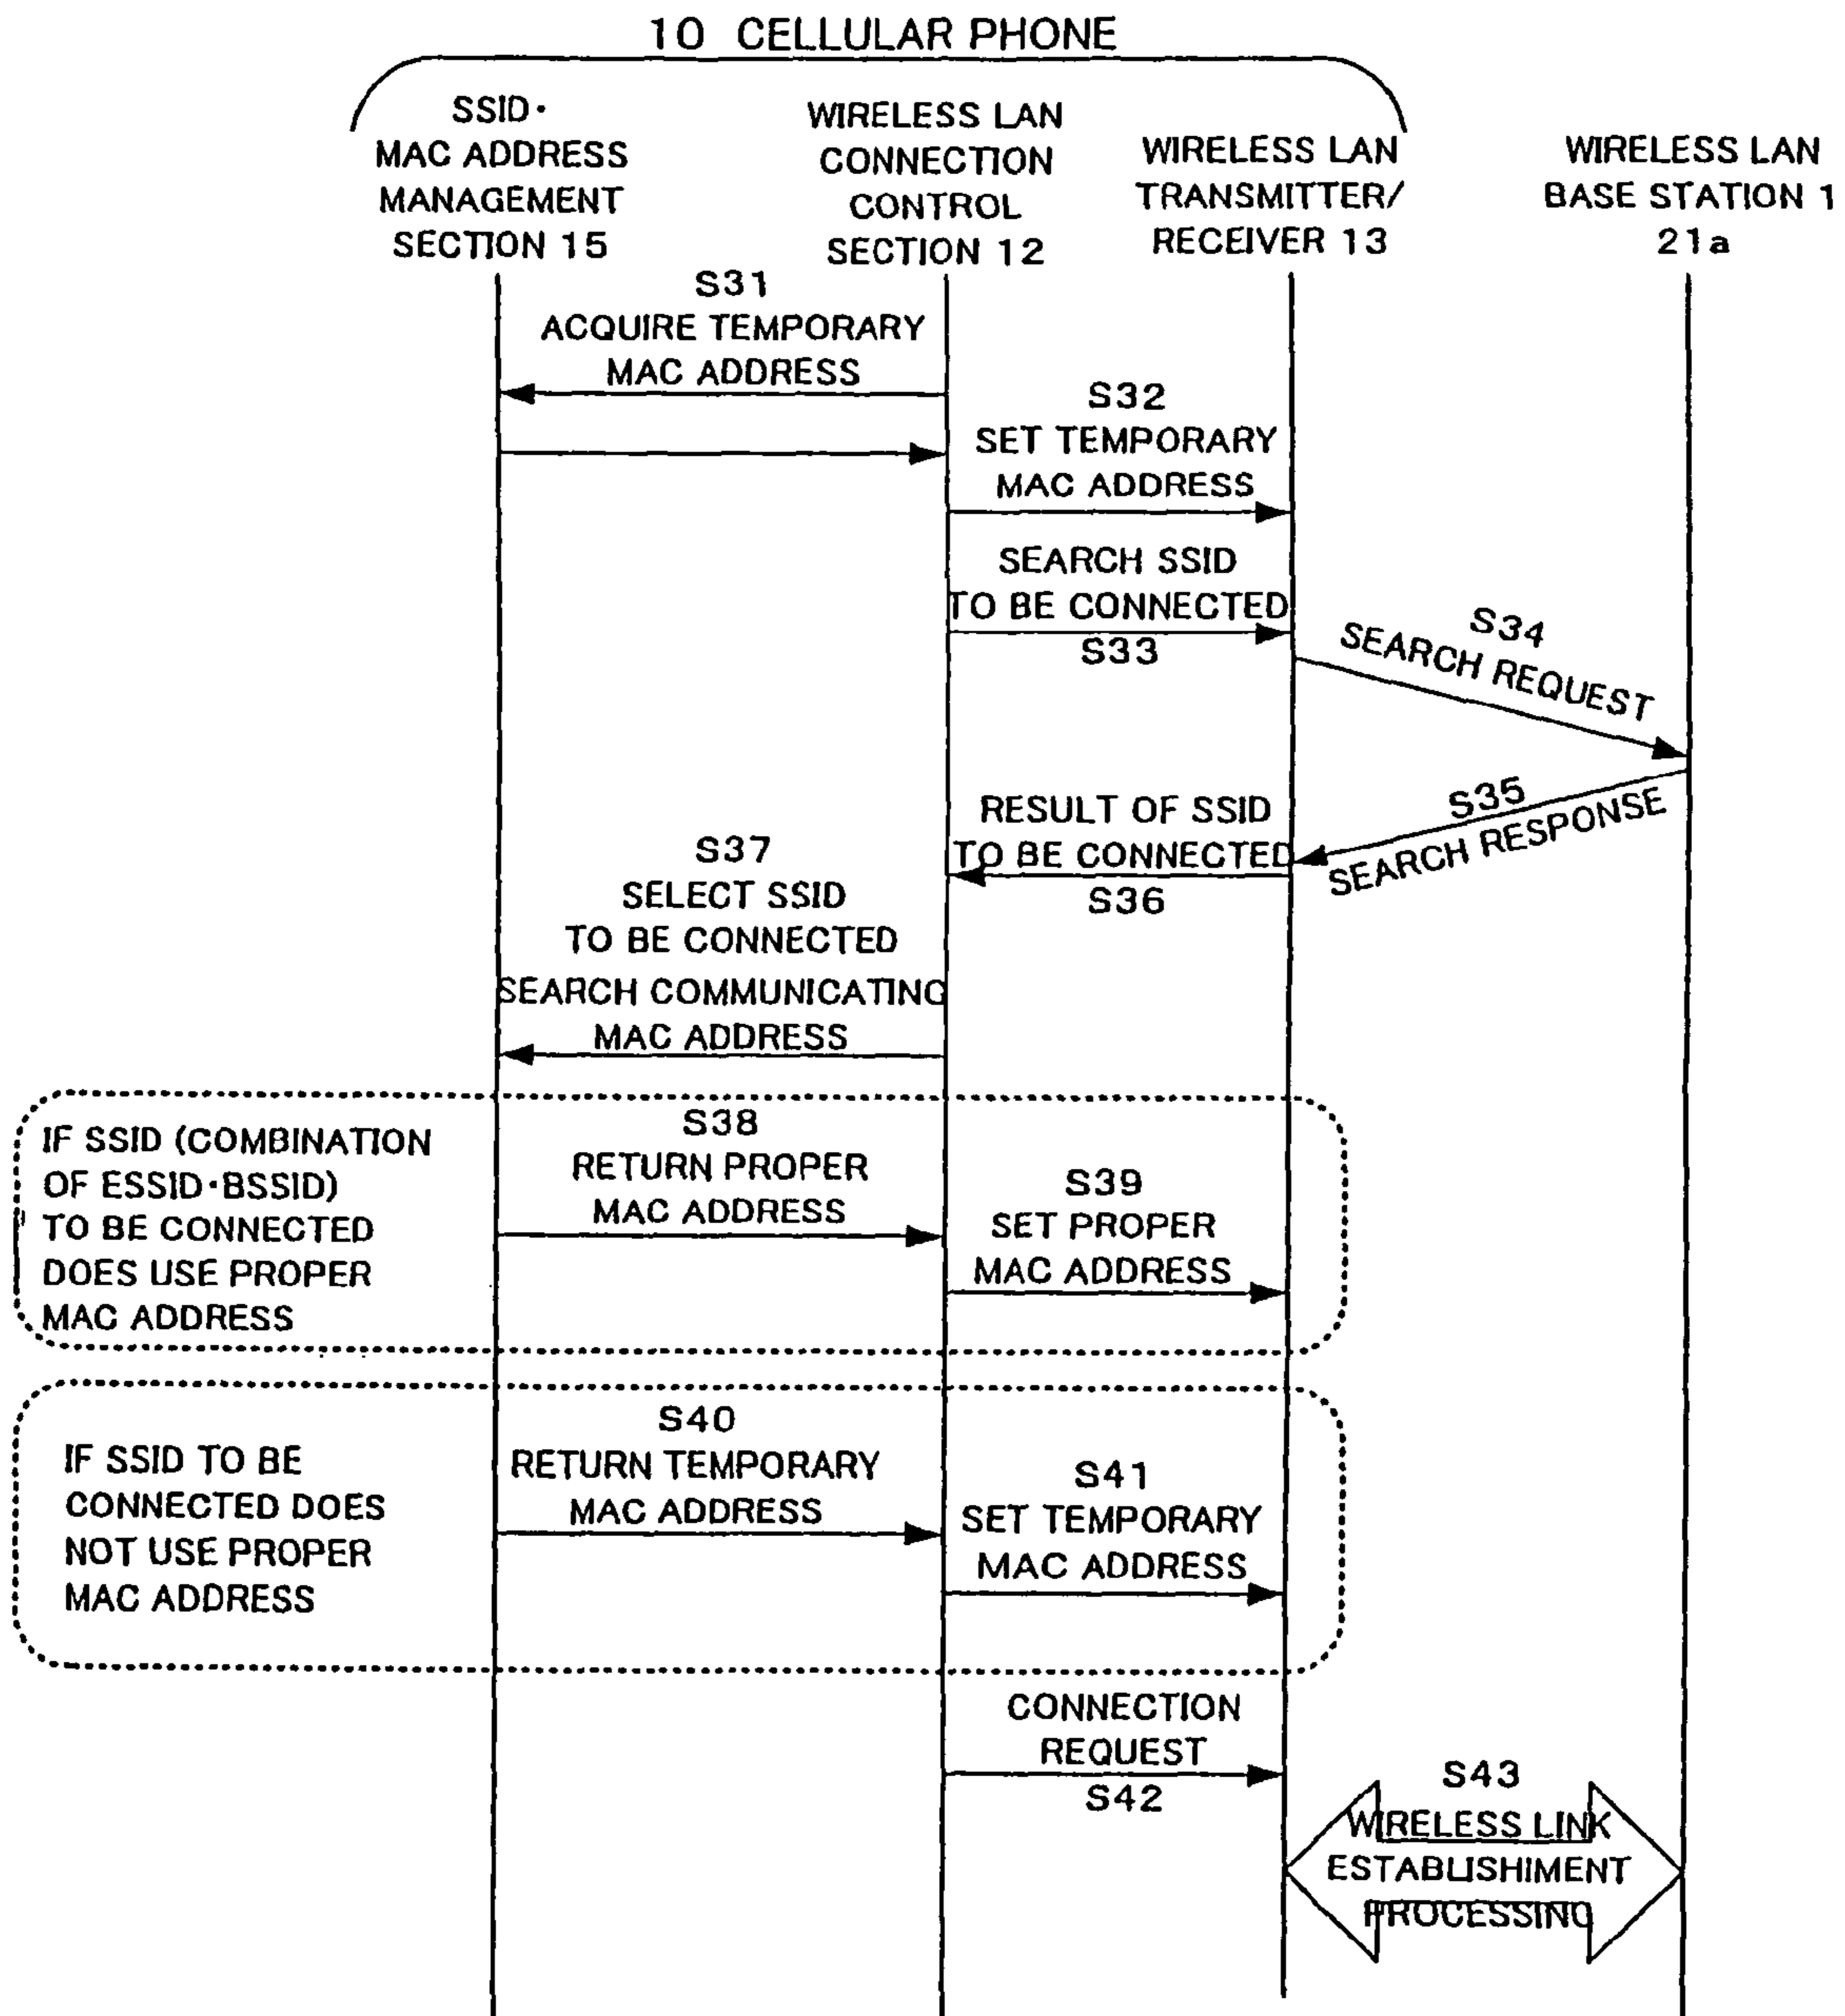 10 CELLULAR PHONE
SSID·
MAC ADDRESS
MANAGEMENT
SECTION 15
WIRELESS LAN
CONNECTION
CONTROL
SECTION 12
WIRELESS LAN
TRANSMITTER/
RECEIVER 13
WIRELESS LAN
BASE STATION 1
21a
S31
ACQUIRE TEMPORARY
MAC ADDRESS
S32
SET TEMPORARY
MAC ADDRESS
SEARCH SSID
TO BE CONNECTED
S33
S34
SEARCH REQUEST
S35
SEARCH RESPONSE
RESULT OF SSID
TO BE CONNECTED
S36
S37
SELECT SSID
TO BE CONNECTED
SEARCH COMMUNICATING
MAC ADDRESS
IF SSID (COMBINATION
OF ESSID·BSSID)
TO BE CONNECTED
DOES USE PROPER
MAC ADDRESS
S38
RETURN PROPER
MAC ADDRESS
S39
SET PROPER
MAC ADDRESS
IF SSID TO BE
CONNECTED DOES
NOT USE PROPER
MAC ADDRESS
S40
RETURN TEMPORARY
MAC ADDRESS
S41
SET TEMPORARY
MAC ADDRESS
CONNECTION
REQUEST
S42
S43
WIRELESS LINK
ESTABLISHIMENT
PROCESSING